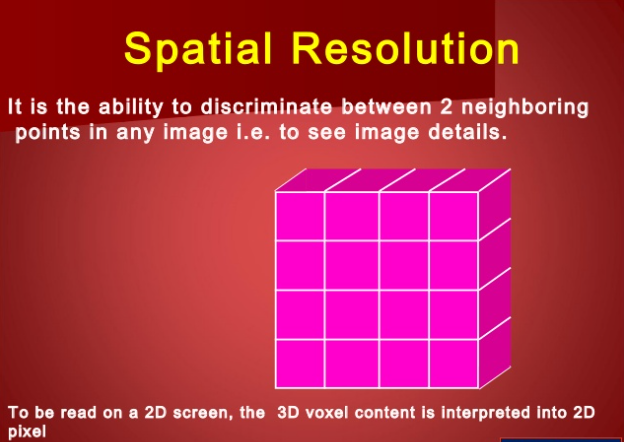 Spatial Resolution
It is the ability to discriminate between 2 neighboring
points in any image i.e. to see image details.
To be read on a 2D screen, the 3D voxel content is interpreted into 2D
pixel